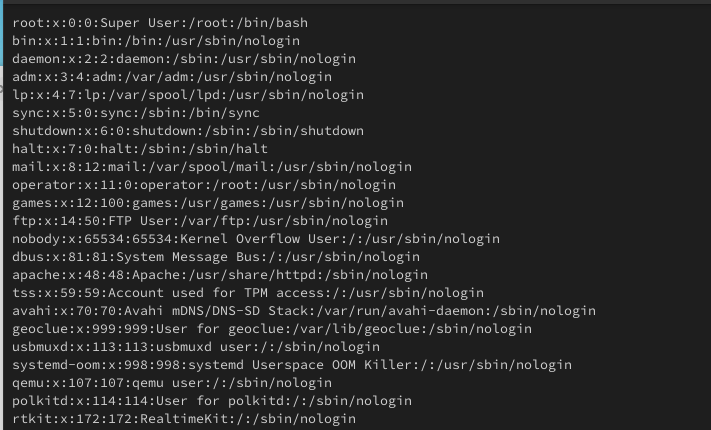 root:x:0:0:Super User:/root:/bin/bash
bin:x:1:1:bin:/bin:/usr/sbin/nologin
daemon:x:2:2:daemon:/sbin:/usr/sbin/nologin
adm:x:3:4:adm:/var/adm:/usr/sbin/nologin
lp:x:4:7:lp:/var/spool/lpd:/usr/sbin/nologin
sync:x:5:0:sync:/sbin:/bin/sync
shutdown:x:6:0:shutdown:/sbin:/sbin/shutdown
halt:x:7:0:halt:/sbin:/sbin/halt
mail:x:8:12:mail:/var/spool/mail:/usr/sbin/nologin
operator:x:11:0:operator:/root:/usr/sbin/nologin
games:x:12:100:games:/usr/games:/usr/sbin/nologin
ftp:x:14:50:FTP User:/var/ftp:/usr/sbin/nologin
nobody:x:65534:65534:Kernel Overflow User:/:/usr/sbin/nologin
dbus:x:81:81:System Message Bus:/:/usr/sbin/nologin
apache:x:48:48:Apache:/usr/share/httpd:/sbin/nologin
tss:x:59:59:Account used for TPM access:/:/usr/sbin/nologin
avahi:x:70:70:Avahi mDNS/DNS-SD Stack:/var/run/avahi-daemon:/sbin/nologin
geoclue:x:999:999:User for geoclue:/var/lib/geoclue:/sbin/nologin
usbmuxd:x:113:113:usbmuxd user:/:/sbin/nologin
systemd-oom:x:998:998:systemd Userspace OOM Killer:/:/usr/sbin/nologin
qemu:x:107:107:qemu user:/:/sbin/nologin
polkitd:x:114:114:User for polkitd:/:/sbin/nologin
rtkit:x:172:172:RealtimeKit:/:/sbin/nologin